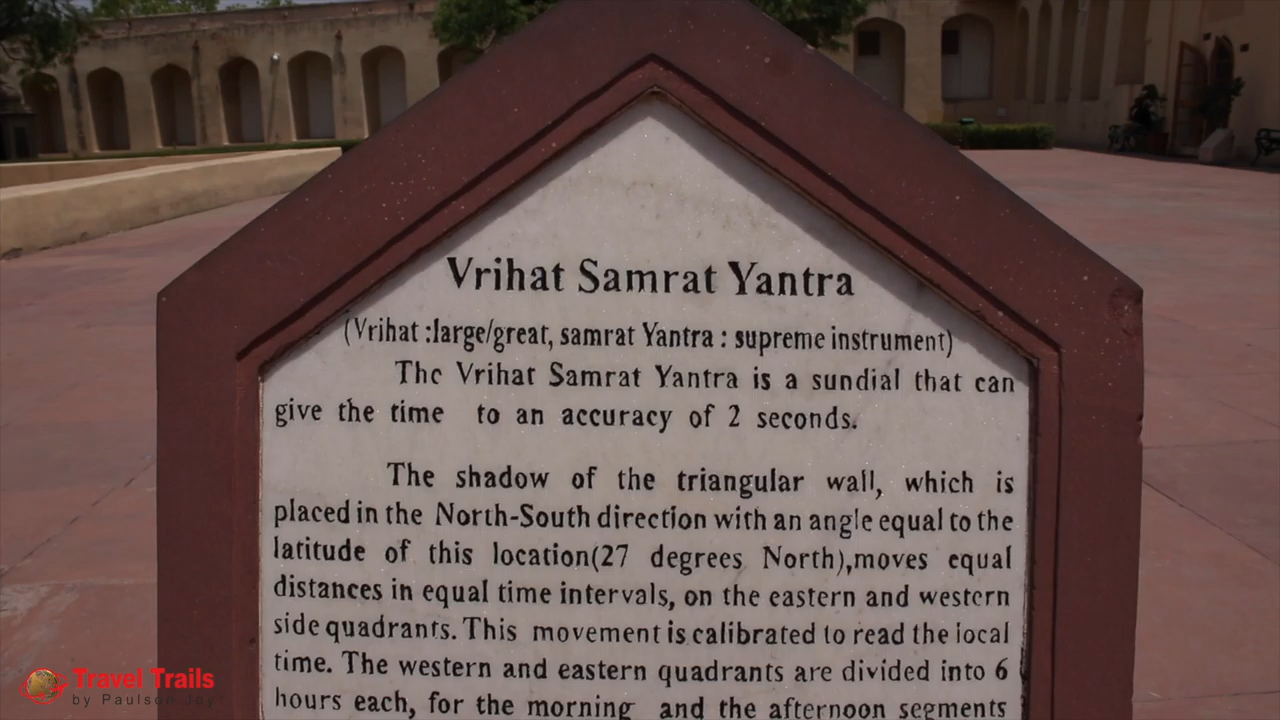 Vrihat Samrat Yantra
(Vrihat :large/great, samrat Yantra : supreme instrument)
The Vrihat Samrat Yantra is a sundial that can
give the time to an accuracy of 2 seconds.
The shadow of the triangular wall, which is
placed in the North-South direction with an angle equal to the
latitude of this location(27 degrees North),moves equal
distances in equal time intervals, on the eastern and western
side quadrants. This movement is calibrated to read the local
time. The western and eastern quadrants are divided into 6
hours each, for the morning and the afternoon segments
Travel Trails
by Paulson Joy